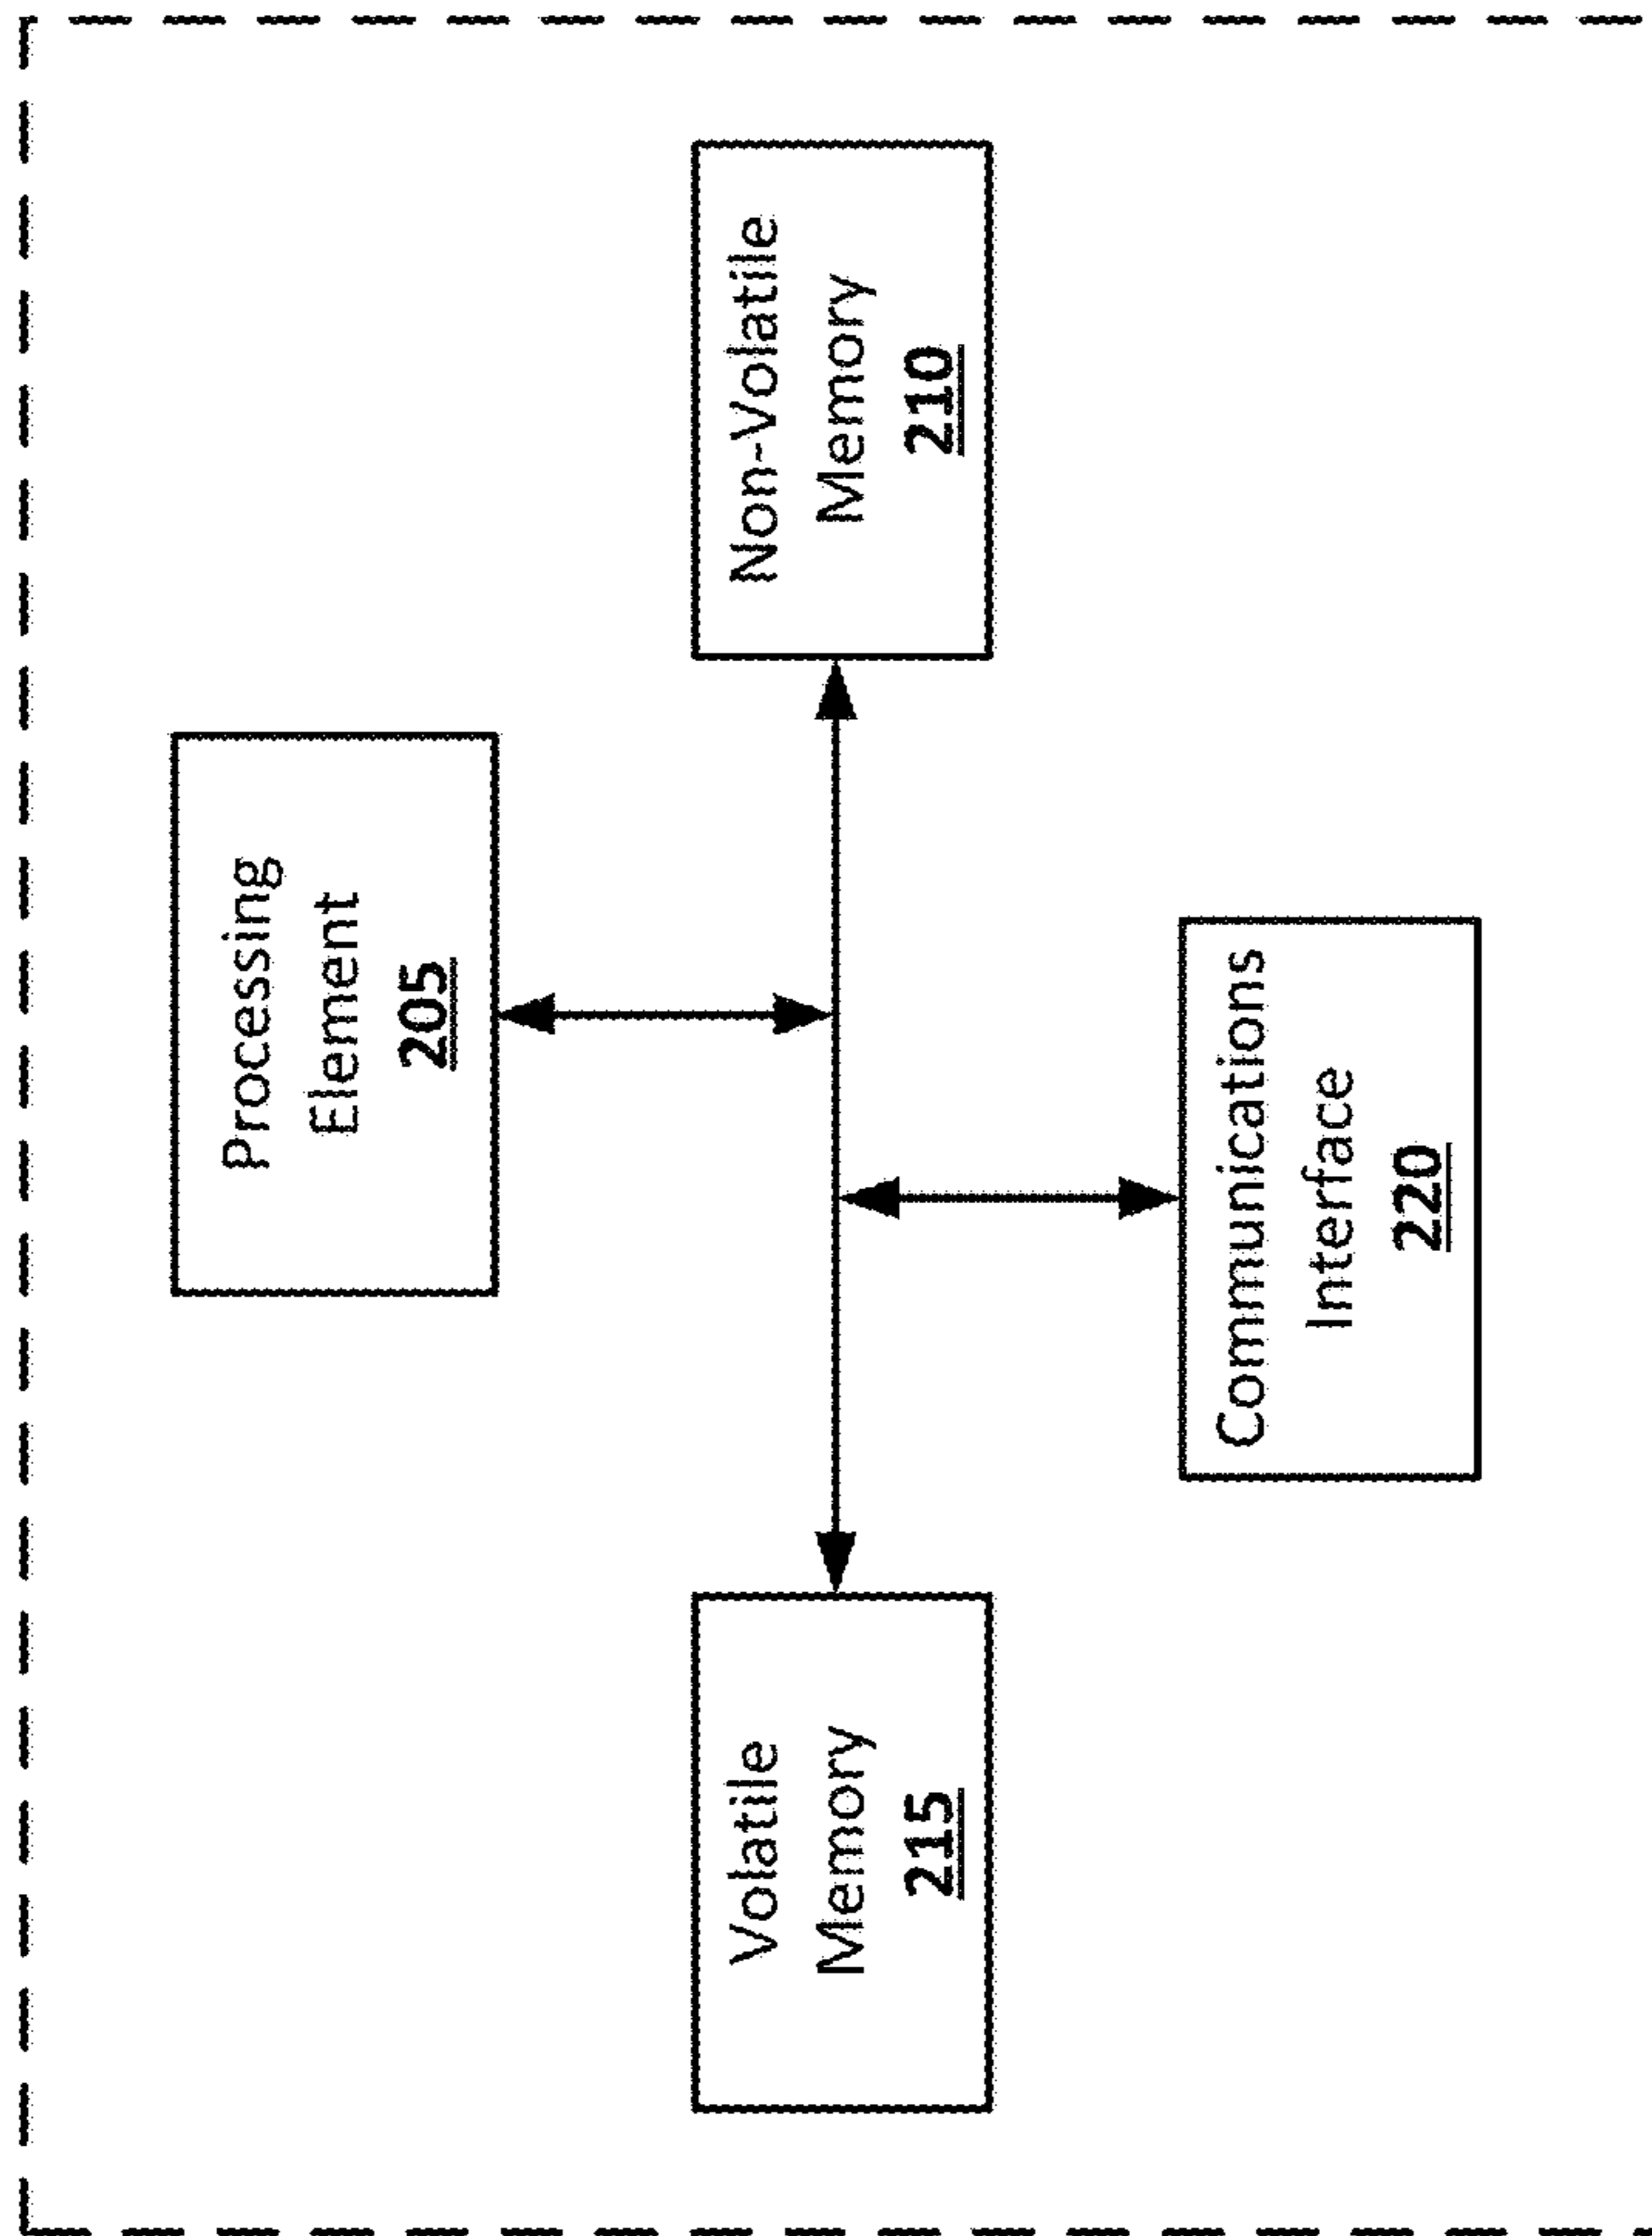 Processing
Element
205
Volatile
Memory
215
Non-Volatile
Memory
210
Communications
Interface
220